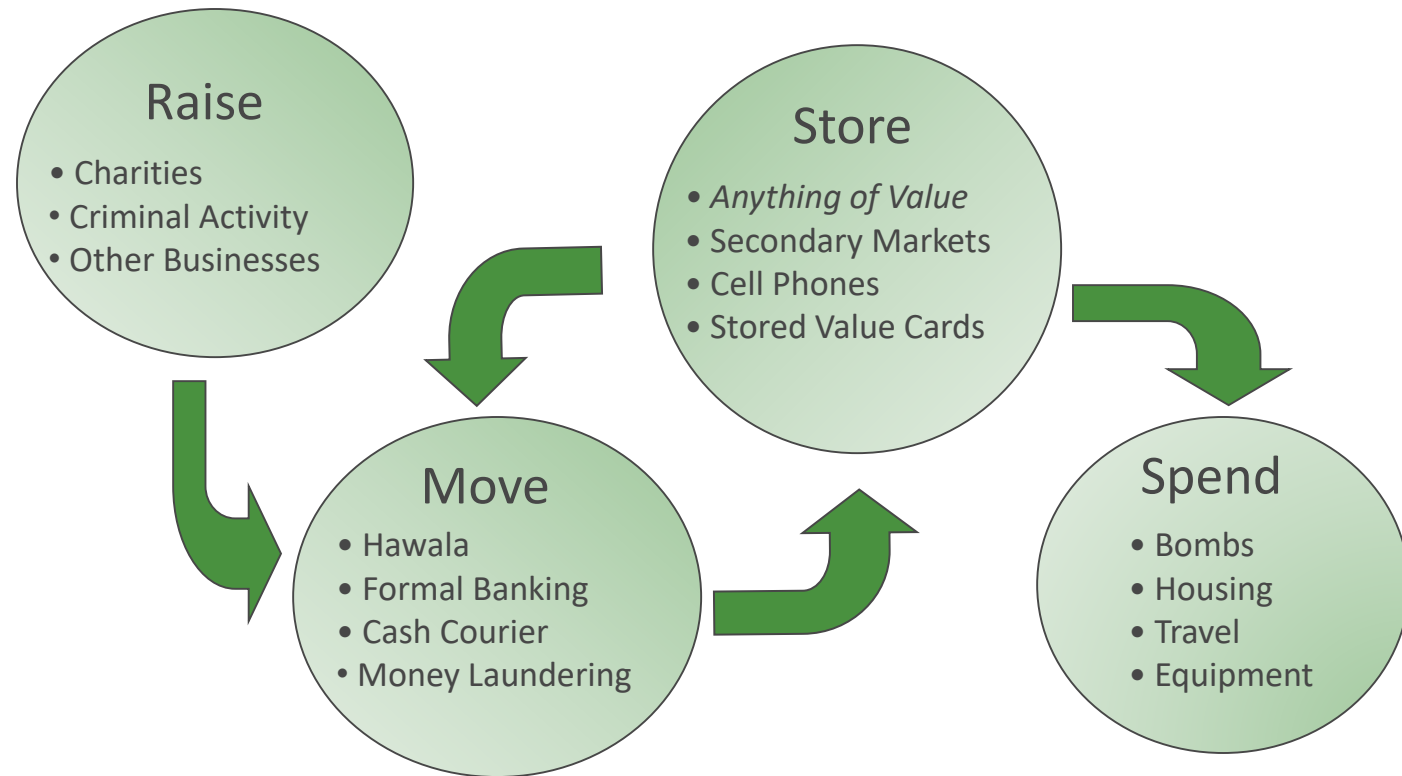 Raise
• Charities
• Criminal Activity
• Other Businesses
Store
• Anything of Value
• Secondary Markets
• Cell Phones
• Stored Value Cards
Move
• Hawala
• Formal Banking
• Cash Courier
• Money Laundering
Spend
• Bombs
• Housing
• Travel
• Equipment